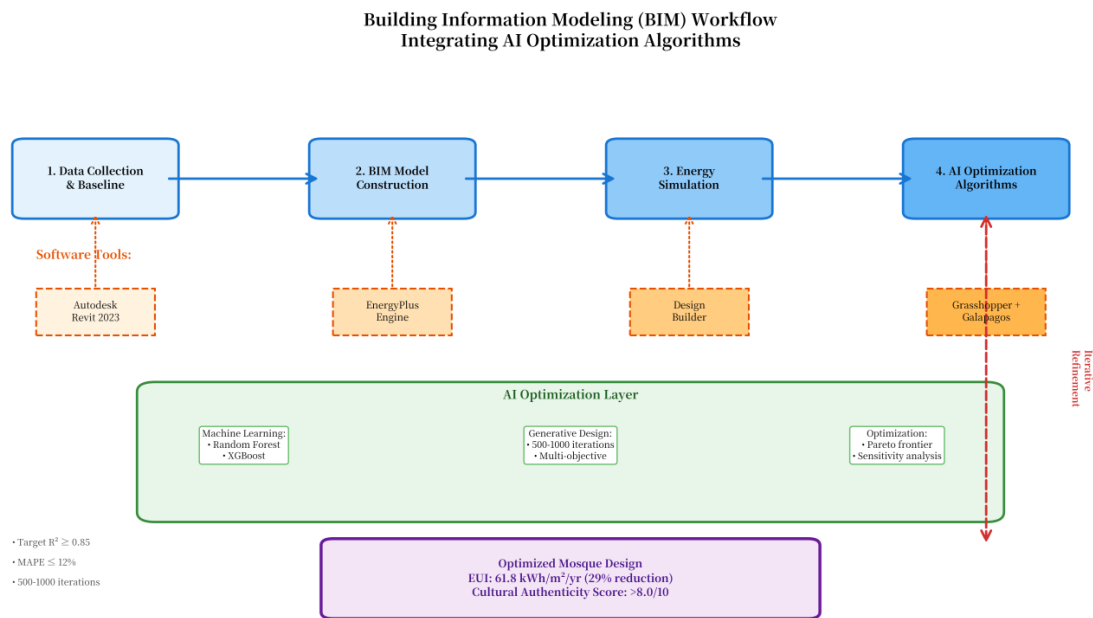 Building Information Modeling (BIM) Workflow
Integrating AI Optimization Algorithms
1. Data Collection
& Baseline
2. BIM Model
Construction
3. Energy
Simulation
4. AI Optimization
Algorithms
Software Tools:
Autodesk
Revit 2023
EnergyPlus
Engine
Design
Builder
Grasshopper +
Galapagos
Iterative
Refinement
AI Optimization Layer
Machine Learning:
• Random Forest
• XGBoost
Generative Design:
• 500-1000 iterations
• Multi-objective
Optimization:
• Pareto frontier
• Sensitivity analysis
• Target R² ≥ 0.85
• MAPE ≤ 12%
• 500-1000 iterations
Optimized Mosque Design
EUI: 61.8 kWh/m²/yr (29% reduction)
Cultural Authenticity Score: >8.0/10